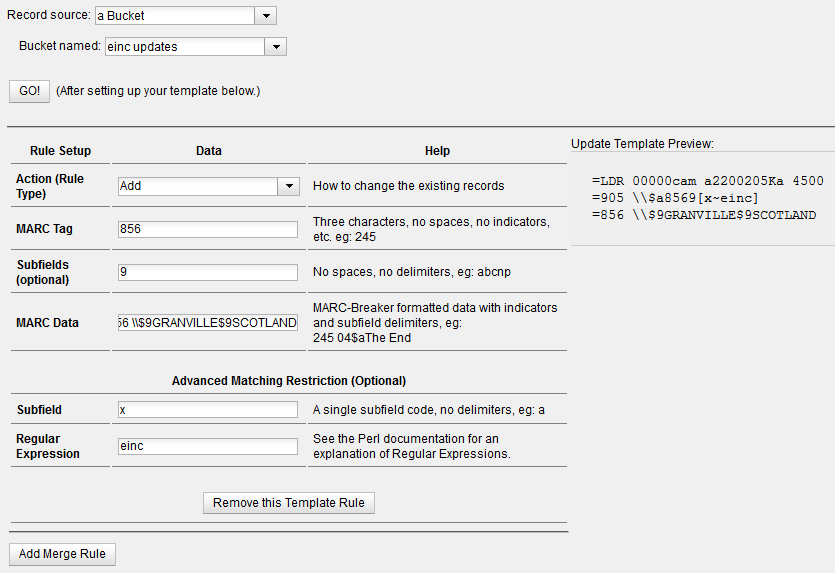 Record source: a Bucket
Bucket named: einc updates
GO! (After setting up your template below.)
Rule Setup Data Help
Action (Rule Type) Add How to change the existing records
MARC Tag 856 Three characters, no spaces, no indicators,
etc. eg: 245
Subfields (optional) 9 No spaces, no delimiters, eg: abcnp
MARC Data 56 \\$9GRANVILLE$9SCOTLAND MARC-Breaker formatted data with indicators
and subfield delimiters, eg:
245 04$aThe End
Advanced Matching Restriction (Optional)
Subfield x A single subfield code, no delimiters, eg: a
Regular Expression einc See the Perl documentation for an
explanation of Regular Expressions.
Remove this Template Rule
Add Merge Rule
Update Template Preview:
=LDR 00000cam a2200205Ka 4500
=905 \\$a8569[x~einc]
=856 \\$9GRANVILLE$9SCOTLAND